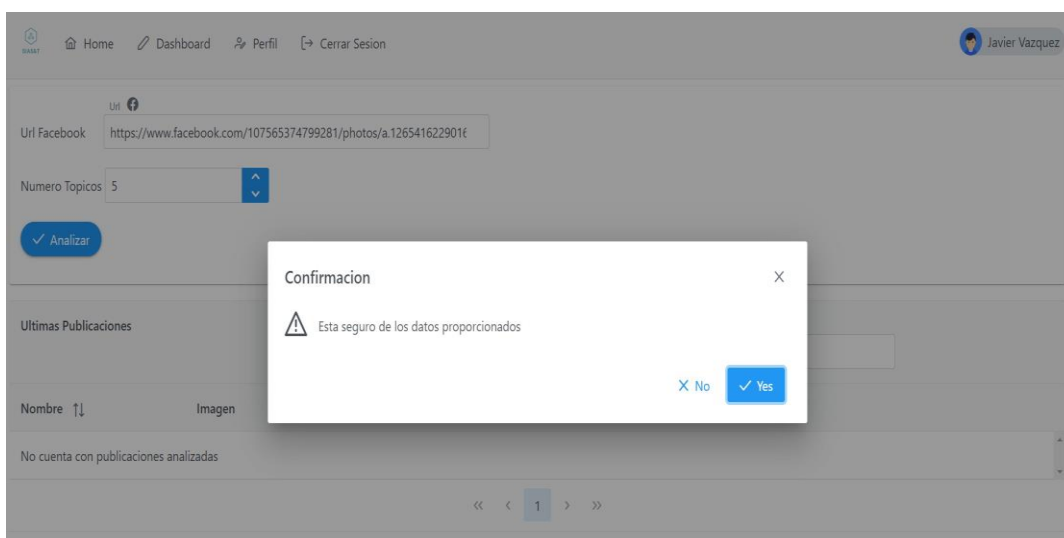 SIASAT
Home Dashboard Perfil Cerrar Sesion Javier Vazquez
Url
Url Facebook https://www.facebook.com/107565374799281/photos/a.126541622901
Numero Topicos 5
Analizar
Confirmacion
Esta seguro de los datos proporcionados
Ultimas Publicaciones
No Yes
Nombre Imagen
No cuenta con publicaciones analizadas
1